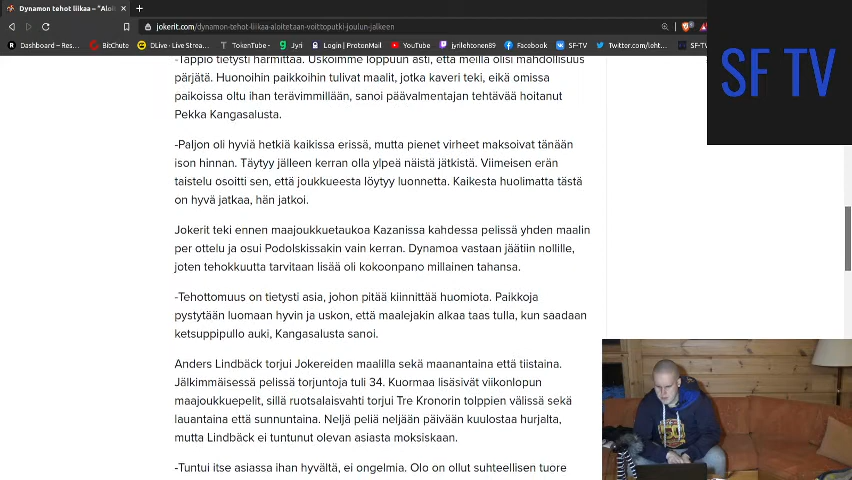 Dynamon tehot liikaa – "Aloi
jokerit.com/dynamon-tehot-liikaa-aloitetaan-voittoputki-joulun-jalkeen
Dashboard – Res...
BitChute
DLive · Live Strea...
TokenTube -
Jyri
Login | ProtonMail
YouTube
jyrilehtonen89
Facebook
SF-TV
Twitter.com/leht...
SF-TV
-Tappio tietysti harmittaa. Uskoimme loppuun asti, että meillä olisi mahdollisuus
pärjätä. Huonoihin paikkoihin tulivat maalit, jotka kaveri teki, eikä omissa
paikoissa oltu ihan terävimmillään, sanoi päävalmentajan tehtävää hoitanut
Pekka Kangasalusta.
-Paljon oli hyviä hetkiä kaikissa erissä, mutta pienet virheet maksoivat tänään
ison hinnan. Täytyy jälleen kerran olla ylpeä näistä jätkistä. Viimeisen erän
taistelu osoitti sen, että joukkueesta löytyy luonnetta. Kaikesta huolimatta tästä
on hyvä jatkaa, hän jatkoi.
Jokerit teki ennen maajoukkuetaukoa Kazanissa kahdessa pelissä yhden maalin
per ottelu ja osui Podolskissakin vain kerran. Dynamoa vastaan jäätiin nollille,
joten tehokkuutta tarvitaan lisää oli kokoonpano millainen tahansa.
-Tehottomuus on tietysti asia, johon pitää kiinnittää huomiota. Paikkoja
pystytään luomaan hyvin ja uskon, että maalejakin alkaa taas tulla, kun saadaan
ketsuppipullo auki, Kangasalusta sanoi.
Anders Lindbäck torjui Jokereiden maalilla sekä maanantaina että tiistaina.
Jälkimmäisessä pelissä torjuntoja tuli 34. Kuormaa lisäsivät viikonlopun
maajoukkuepelit, sillä ruotsalaisvahti torjui Tre Kronorin tolppien välissä sekä
lauantaina että sunnuntaina. Neljä peliä neljään päivään kuulostaa hurjalta,
mutta Lindbäck ei tuntunut olevan asiasta moksiskaan.
-Tuntui itse asiassa ihan hyvältä, ei ongelmia. Olo on ollut suhteellisen tuore
SF TV